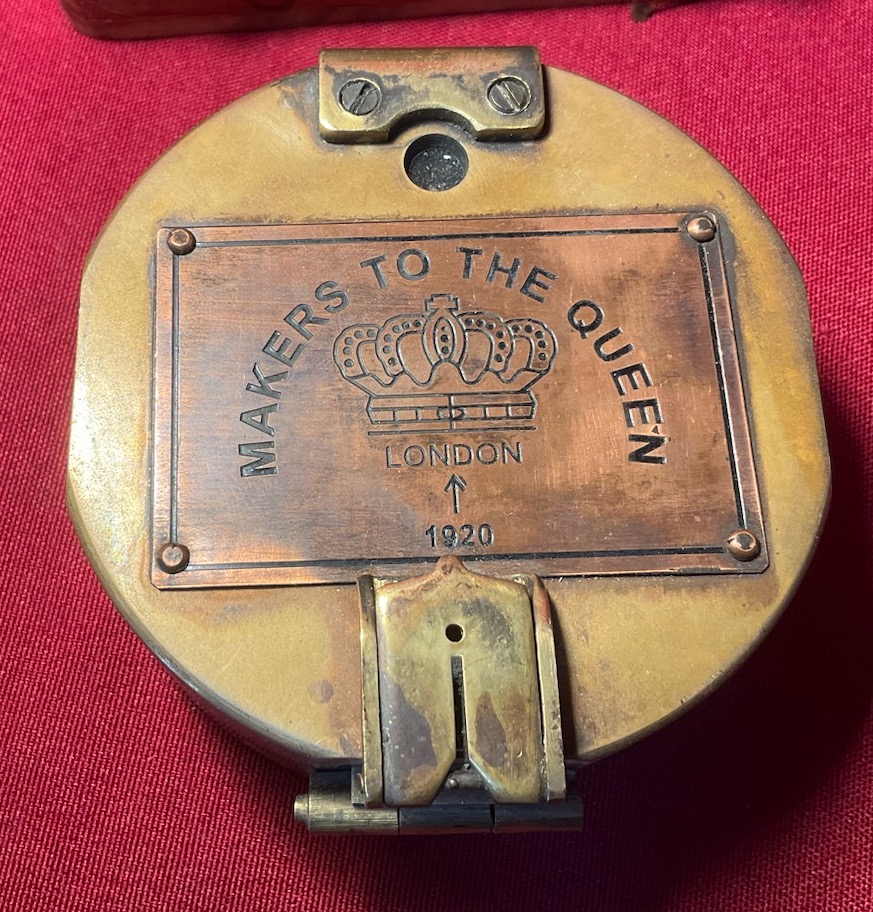 MAKERS TO THE QUEEN
LONDON
1920